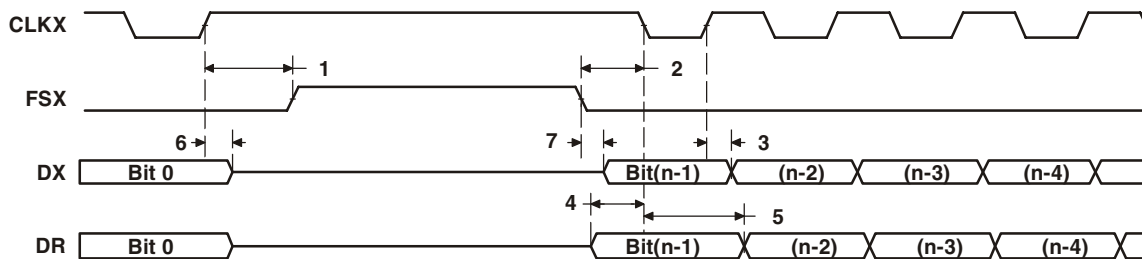 CLKX
1 2
FSX
6 7 3
DX Bit 0 Bit(n-1) (n-2) (n-3) (n-4)
4 5
DR Bit 0 Bit(n-1) (n-2) (n-3) (n-4)